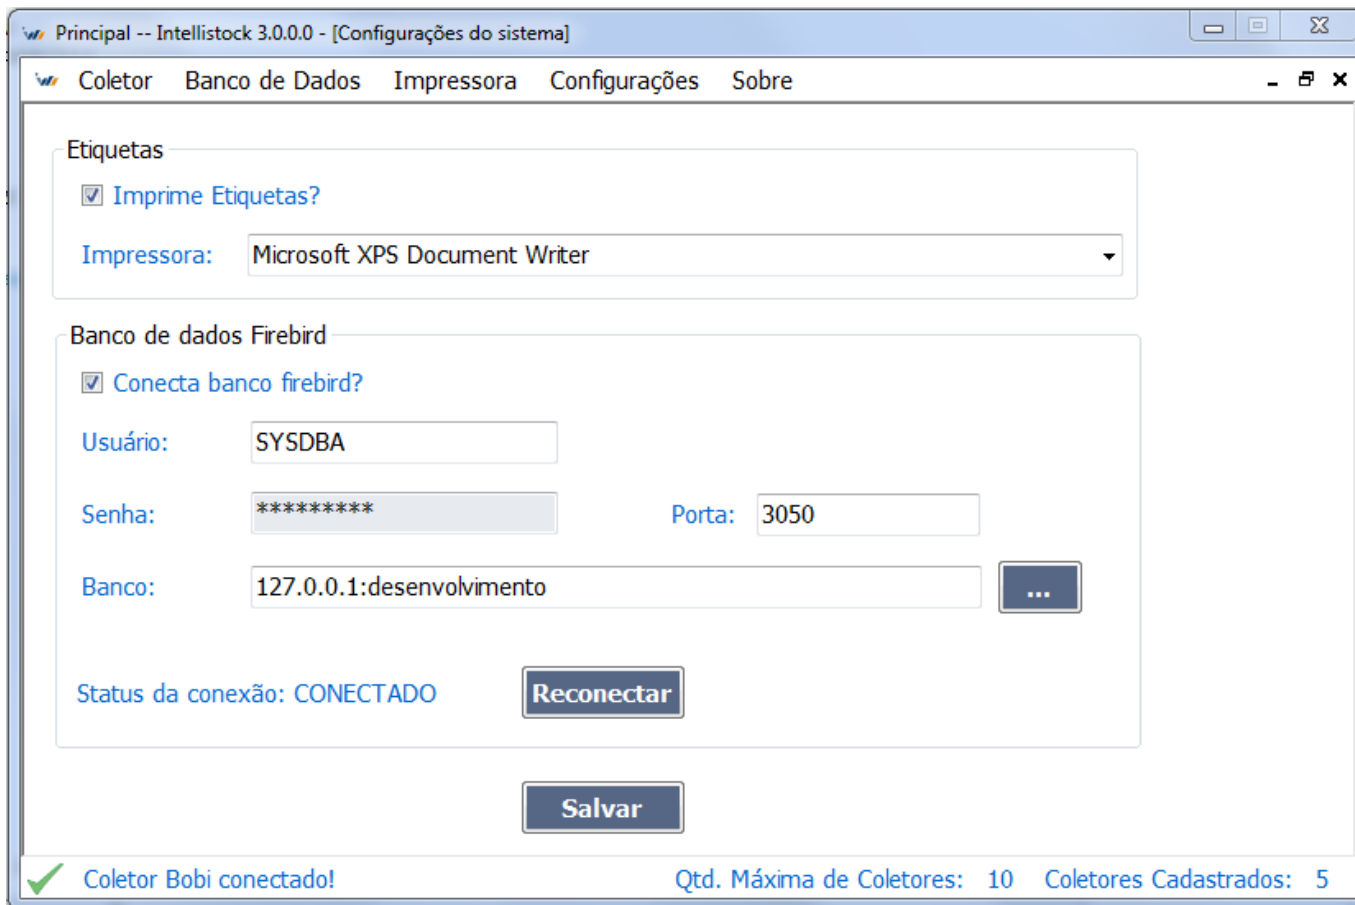 Principal -- Intellistock 3.0.0.0 - [Configurações do sistema]
Coletor Banco de Dados Impressora Configurações Sobre
Etiquetas
Imprime Etiquetas?
Impressora: Microsoft XPS Document Writer
Banco de dados Firebird
Conecta banco firebird?
Usuário: SYSDBA
Senha: ********* Porta: 3050
Banco: 127.0.0.1:desenvolvimento ...
Status da conexão: CONECTADO Reconectar
Salvar
Coletor Bobi conectado! Qtd. Máxima de Coletores: 10 Coletores Cadastrados: 5